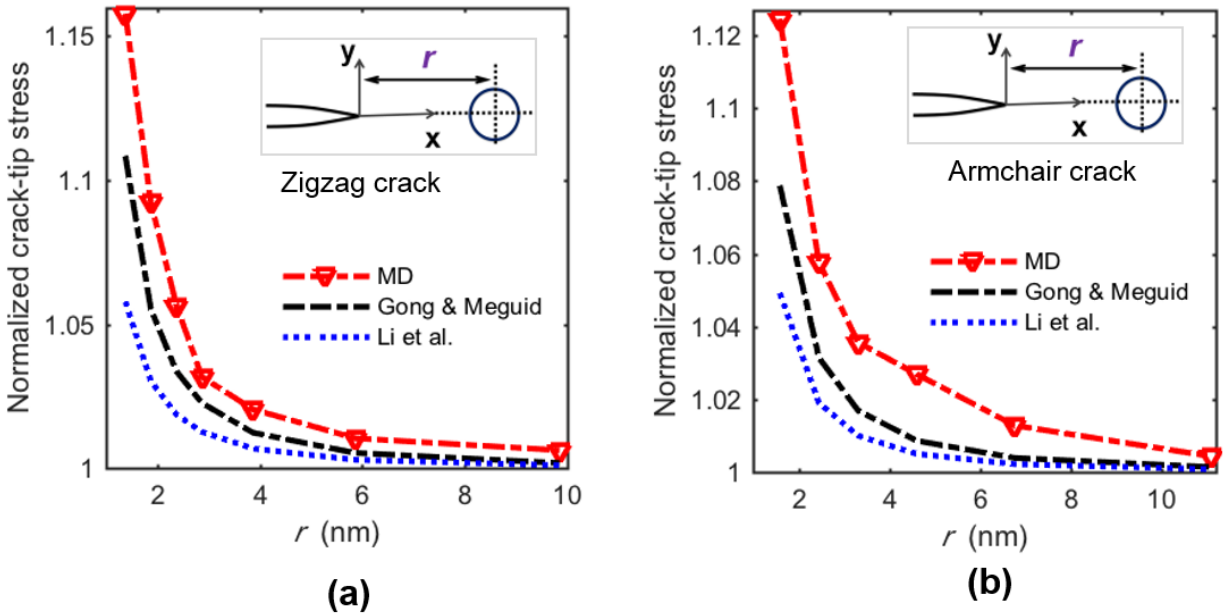 Normalized crack-tip stress
1.15
1.1
1.05
1
y
r
x
Zigzag crack
MD
Gong & Meguid
Li et al.
2
4
6
8
10
r (nm)
(a)
Normalized crack-tip stress
1.12
1.1
1.08
1.06
1.04
1.02
1
y
r
x
Armchair crack
MD
Gong & Meguid
Li et al.
2
4
6
8
10
r (nm)
(b)